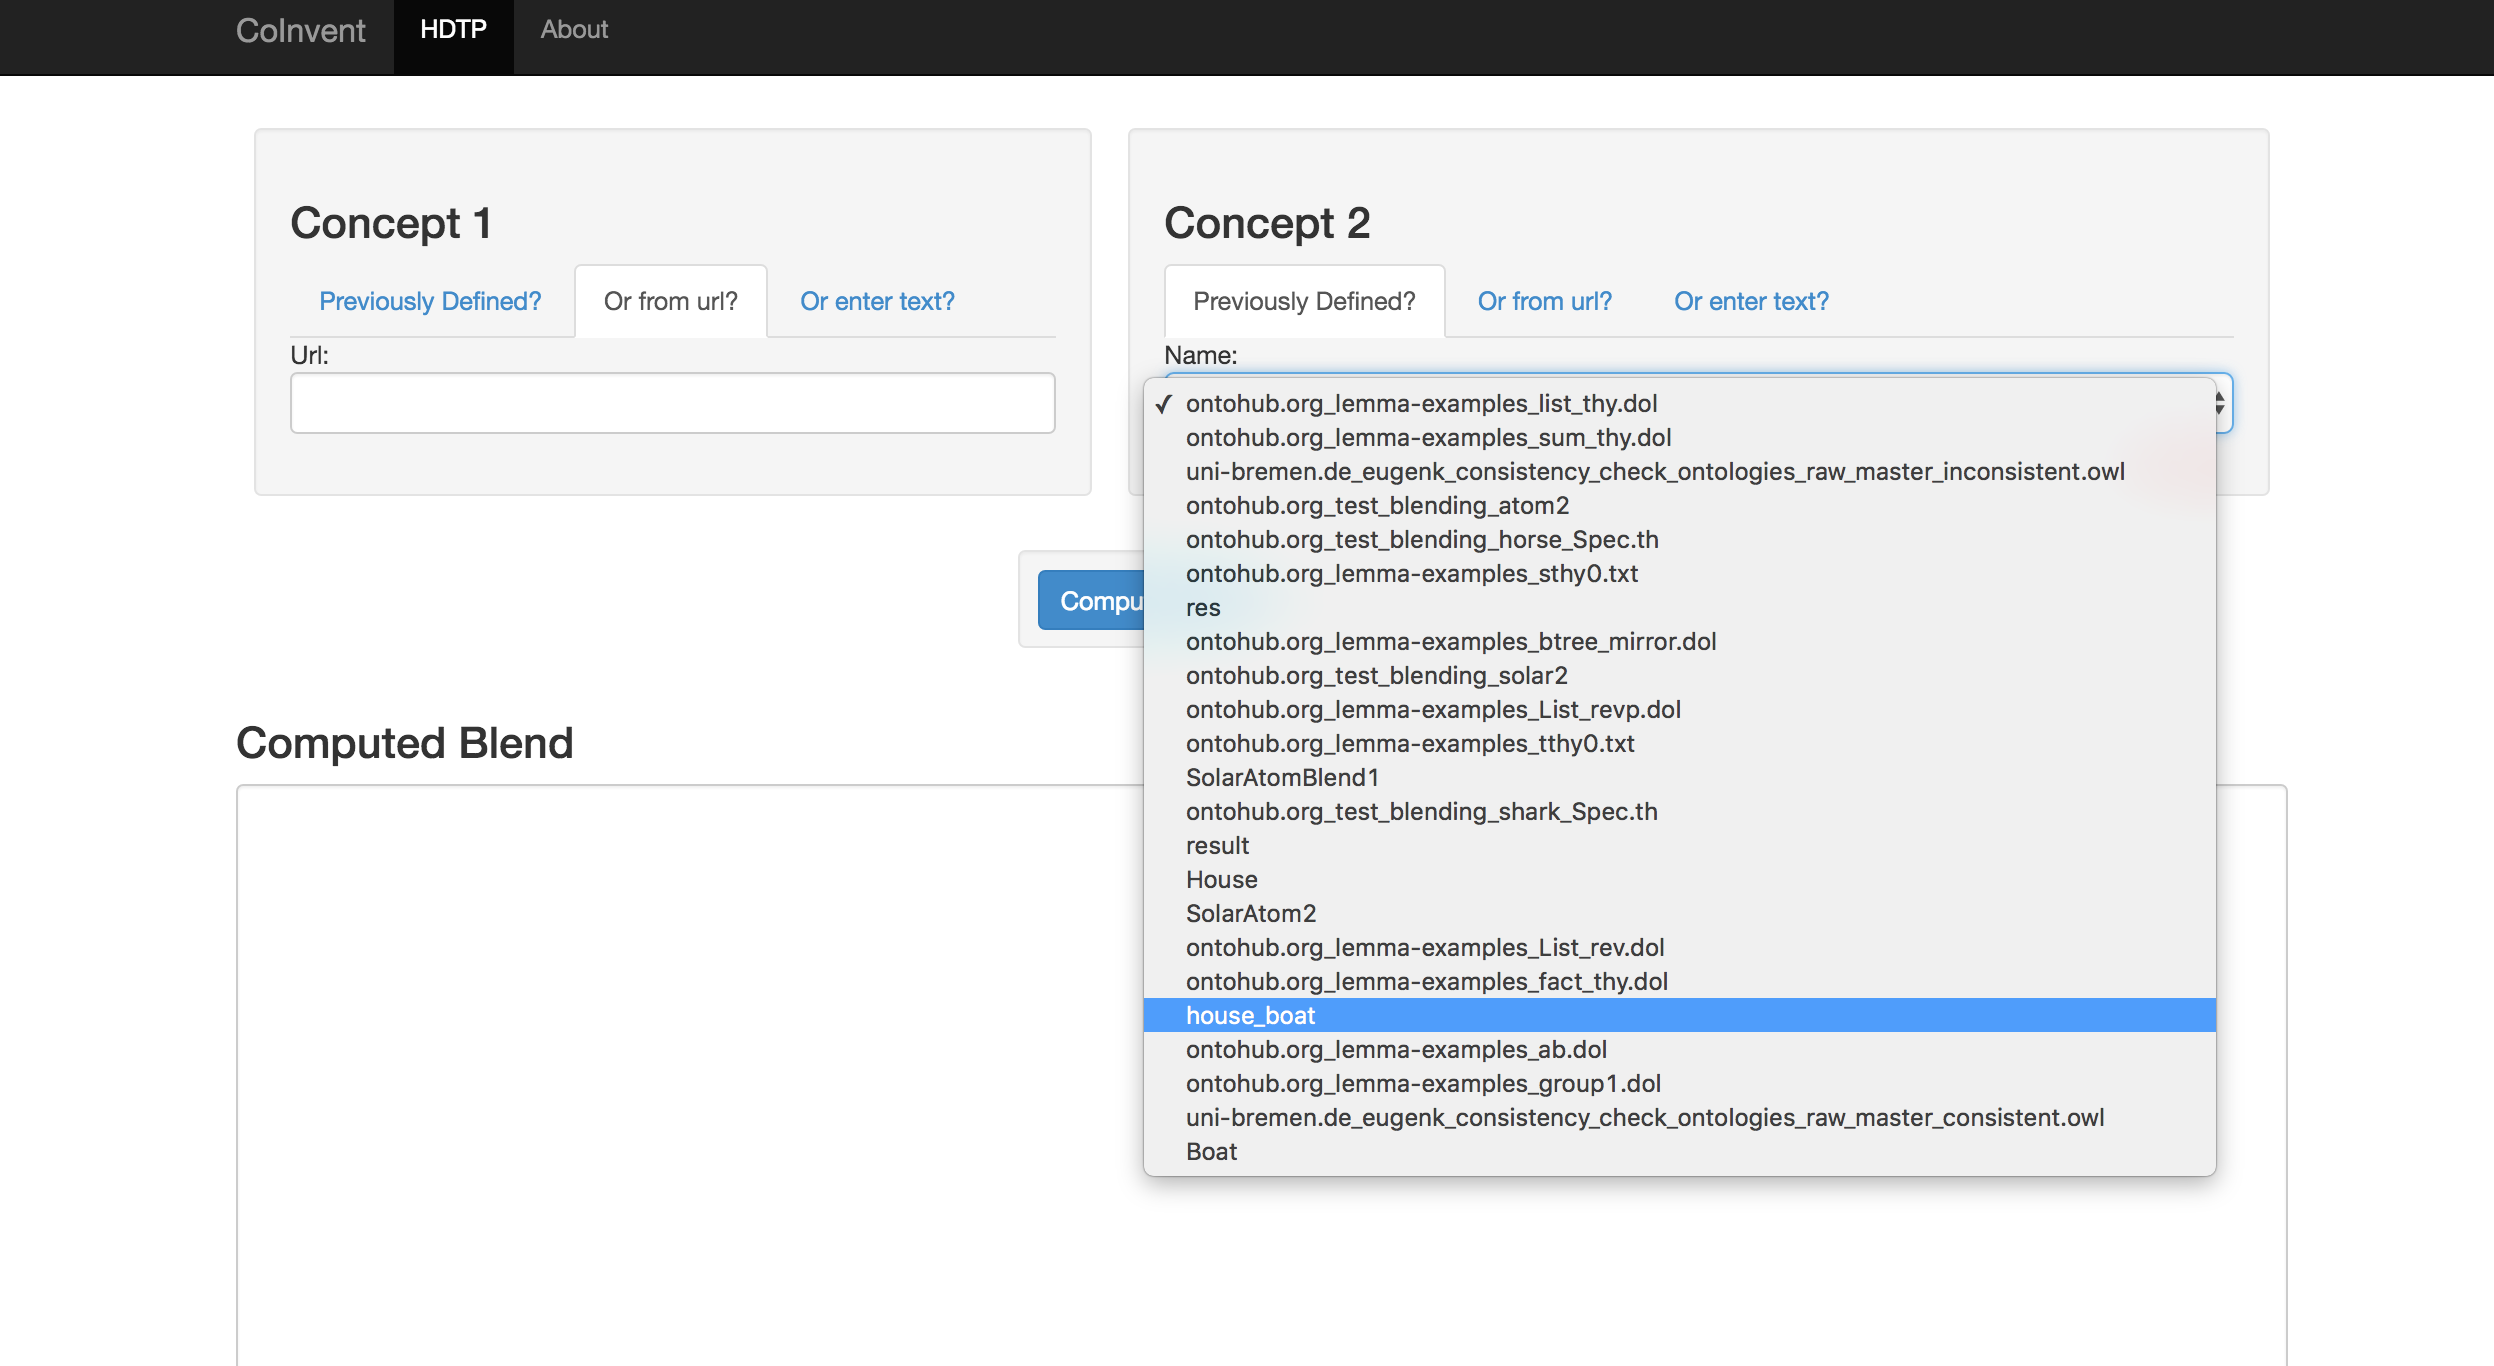 CoInvent HDTP About
Concept 1
Previously Defined? Or from url? Or enter text?
Url:
Concept 2
Previously Defined? Or from url? Or enter text?
Name:
✓ ontohub.org_lemma-examples_list_thy.dol
ontohub.org_lemma-examples_sum_thy.dol
uni-bremen.de_eugenk_consistency_check_ontologies_raw_master_inconsistent.owl
ontohub.org_test_blending_atom2
ontohub.org_test_blending_horse_Spec.th
ontohub.org_lemma-examples_sthy0.txt
res
ontohub.org_lemma-examples_btree_mirror.dol
ontohub.org_test_blending_solar2
ontohub.org_lemma-examples_List_revp.dol
ontohub.org_lemma-examples_tthy0.txt
SolarAtomBlend1
ontohub.org_test_blending_shark_Spec.th
result
House
SolarAtom2
ontohub.org_lemma-examples_List_rev.dol
ontohub.org_lemma-examples_fact_thy.dol
house_boat
ontohub.org_lemma-examples_ab.dol
ontohub.org_lemma-examples_group1.dol
uni-bremen.de_eugenk_consistency_check_ontologies_raw_master_consistent.owl
Boat
Compu
Computed Blend